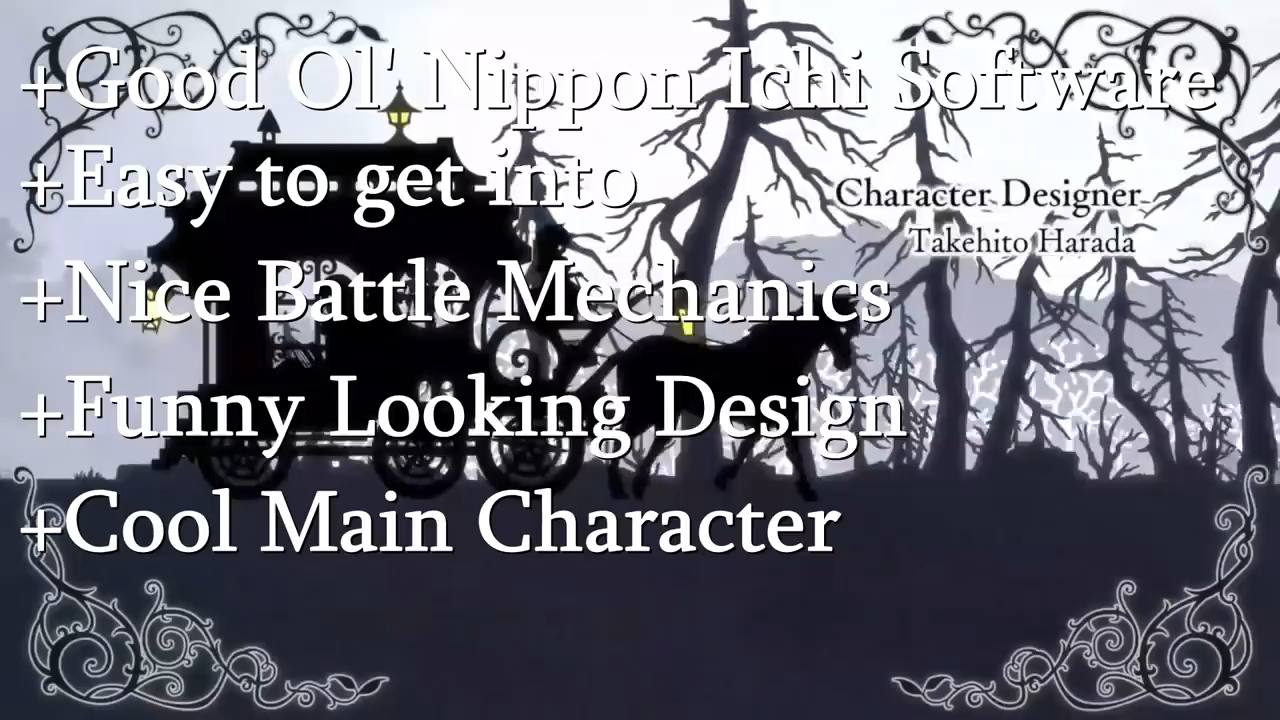 +Good Ol' Nippon Ichi Software
+Easy to get into
Character Designer
Takehito Harada
+Nice Battle Mechanics
+Funny Looking Design
+Cool Main Character